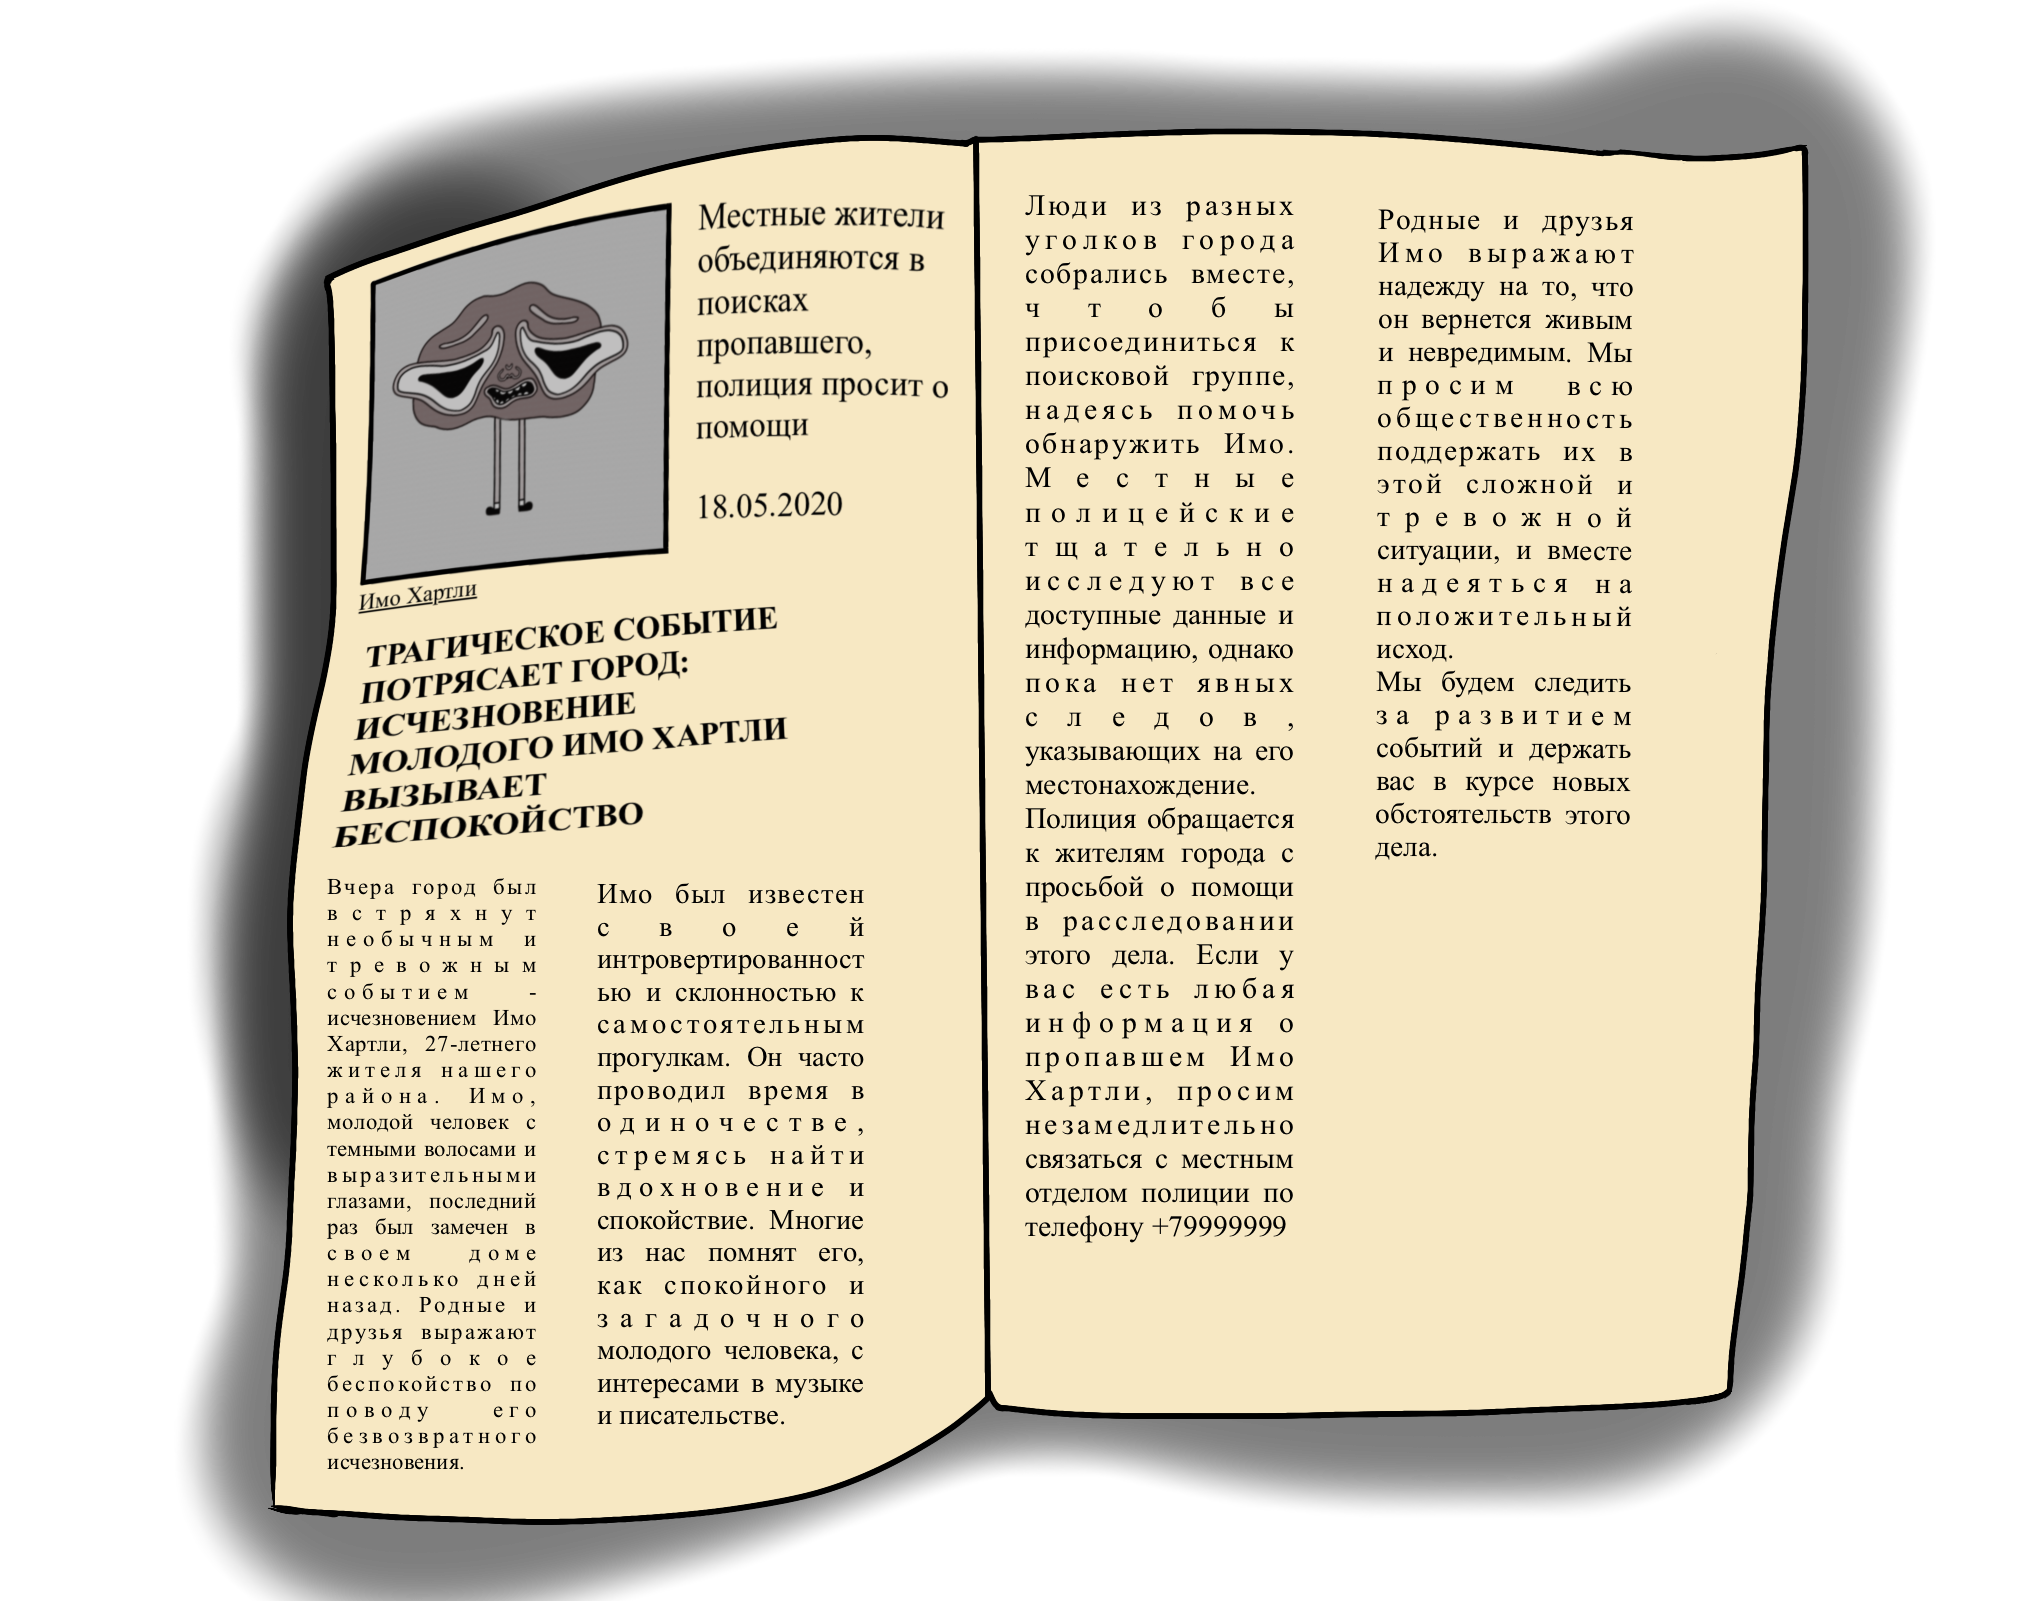 Местные жители
объединяются в
поисках
пропавшего,
полиция просит о
помощи
18.05.2020
Имо Хартли
ТРАГИЧЕСКОЕ СОБЫТИЕ
ПОТРЯСАЕТ ГОРОД:
ИСЧЕЗНОВЕНИЕ
МОЛОДОГО ИМО ХАРТЛИ
ВЫЗЫВАЕТ
БЕСПОКОЙСТВО
Вчера город был
встряхнут
необычным и
тревожным
событием -
исчезновением Имо
Хартли, 27-летнего
жителя нашего
района. Имо,
молодой человек с
темными волосами и
выразительными
глазами, последний
раз был замечен в
своем доме
несколько дней
назад. Родные и
друзья выражают
глубокое
беспокойство по
поводу его
безвозвратного
исчезновения.
Имо был известен
своей
интровертированност
ью и склонностью к
самостоятельным
прогулкам. Он часто
проводил время в
одиночестве,
стремясь найти
вдохновение и
спокойствие. Многие
из нас помнят его,
как спокойного и
загадочного
молодого человека, с
интересами в музыке
и писательстве.
Люди из разных
уголков города
собрались вместе,
чтобы
присоединиться к
поисковой группе,
надеясь помочь
обнаружить Имо.
Местные
полицейские
тщательно
исследуют все
доступные данные и
информацию, однако
пока нет явных
следов,
указывающих на его
местонахождение.
Полиция обращается
к жителям города с
просьбой о помощи
в расследовании
этого дела. Если у
вас есть любая
информация о
пропавшем Имо
Хартли, просим
незамедлительно
связаться с местным
отделом полиции по
телефону +79999999
Родные и друзья
Имо выражают
надежду на то, что
он вернется живым
и невредимым. Мы
просим всю
общественность
поддержать их в
этой сложной и
тревожной
ситуации, и вместе
надеяться на
положительный
исход.
Мы будем следить
за развитием
событий и держать
вас в курсе новых
обстоятельств этого
дела.